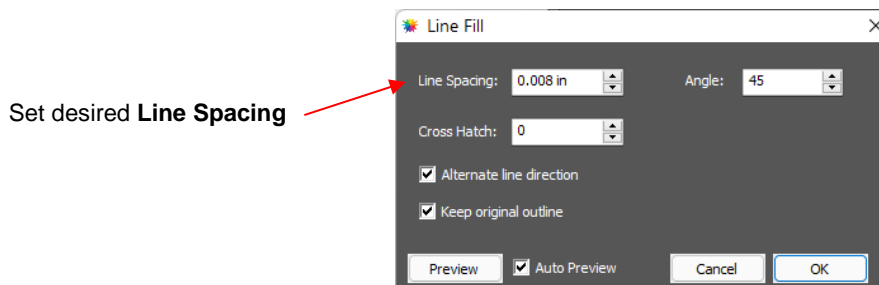 Line Fill
Line Spacing: 0.008 in Angle: 45
Set desired Line Spacing
Cross Hatch: 0
Alternate line direction
Keep original outline
Preview Auto Preview Cancel OK